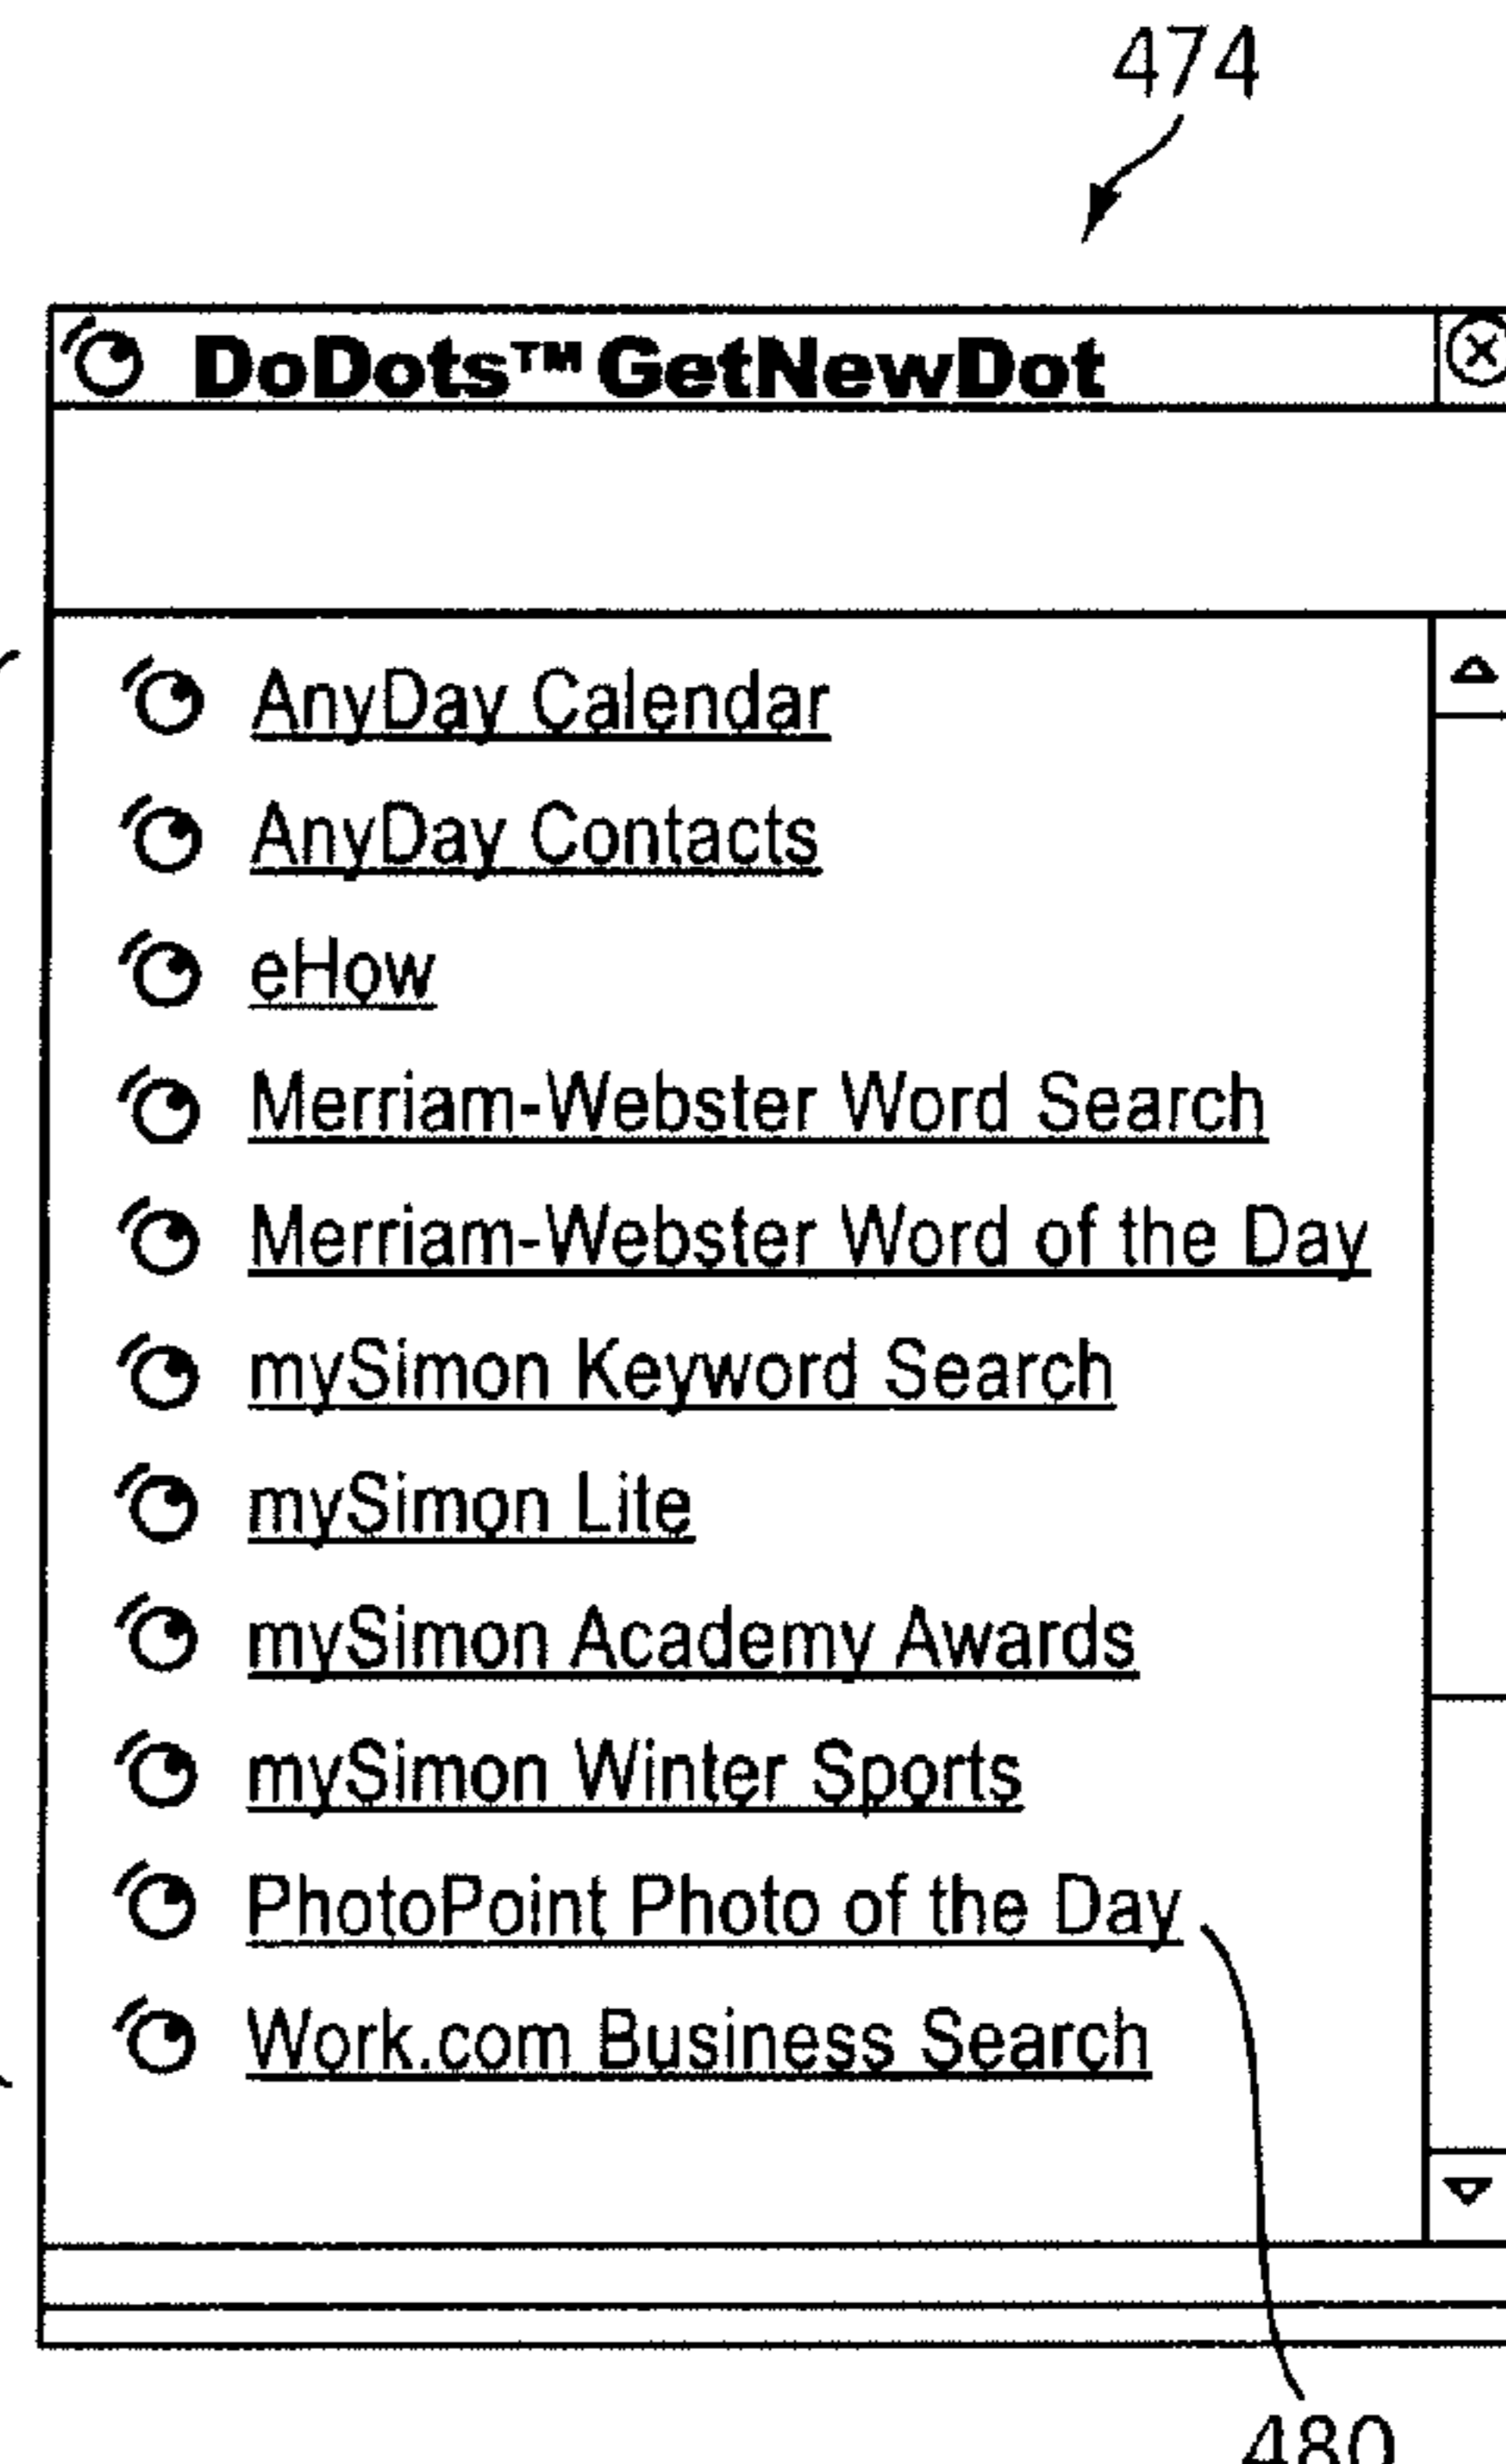 474
DoDots™ GetNewDot
AnyDay Calendar
AnyDay Contacts
eHow
Merriam-Webster Word Search
Merriam-Webster Word of the Day
mySimon Keyword Search
mySimon Lite
mySimon Academy Awards
mySimon Winter Sports
PhotoPoint Photo of the Day
Work.com Business Search
480